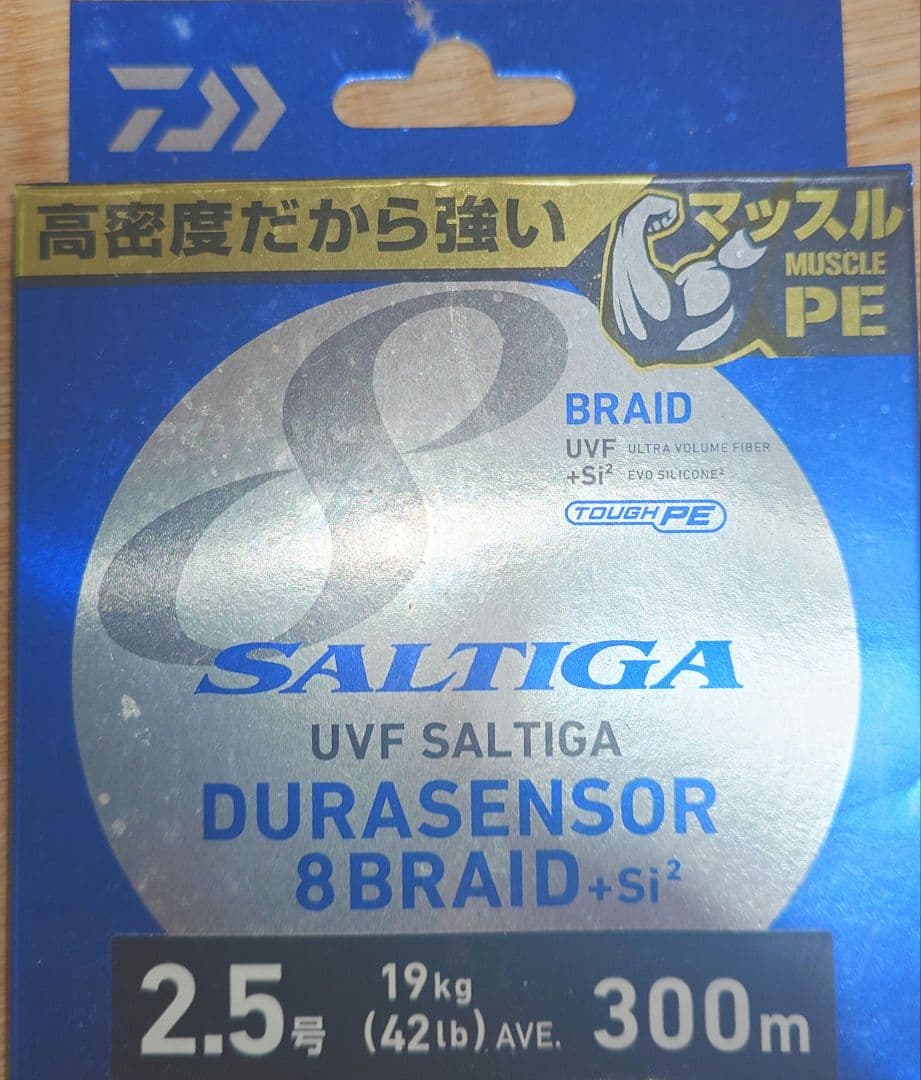 高密度だから強い
マッスル
MUSCLE
PE
8
BRAID
UVF ULTRA VOLUME FIBER
+Si² EVO SILICONE²
TOUGH PE
SALTIGA
UVF SALTIGA
DURASENSOR
8BRAID+Si²
2.5号 19kg (42lb) AVE. 300m